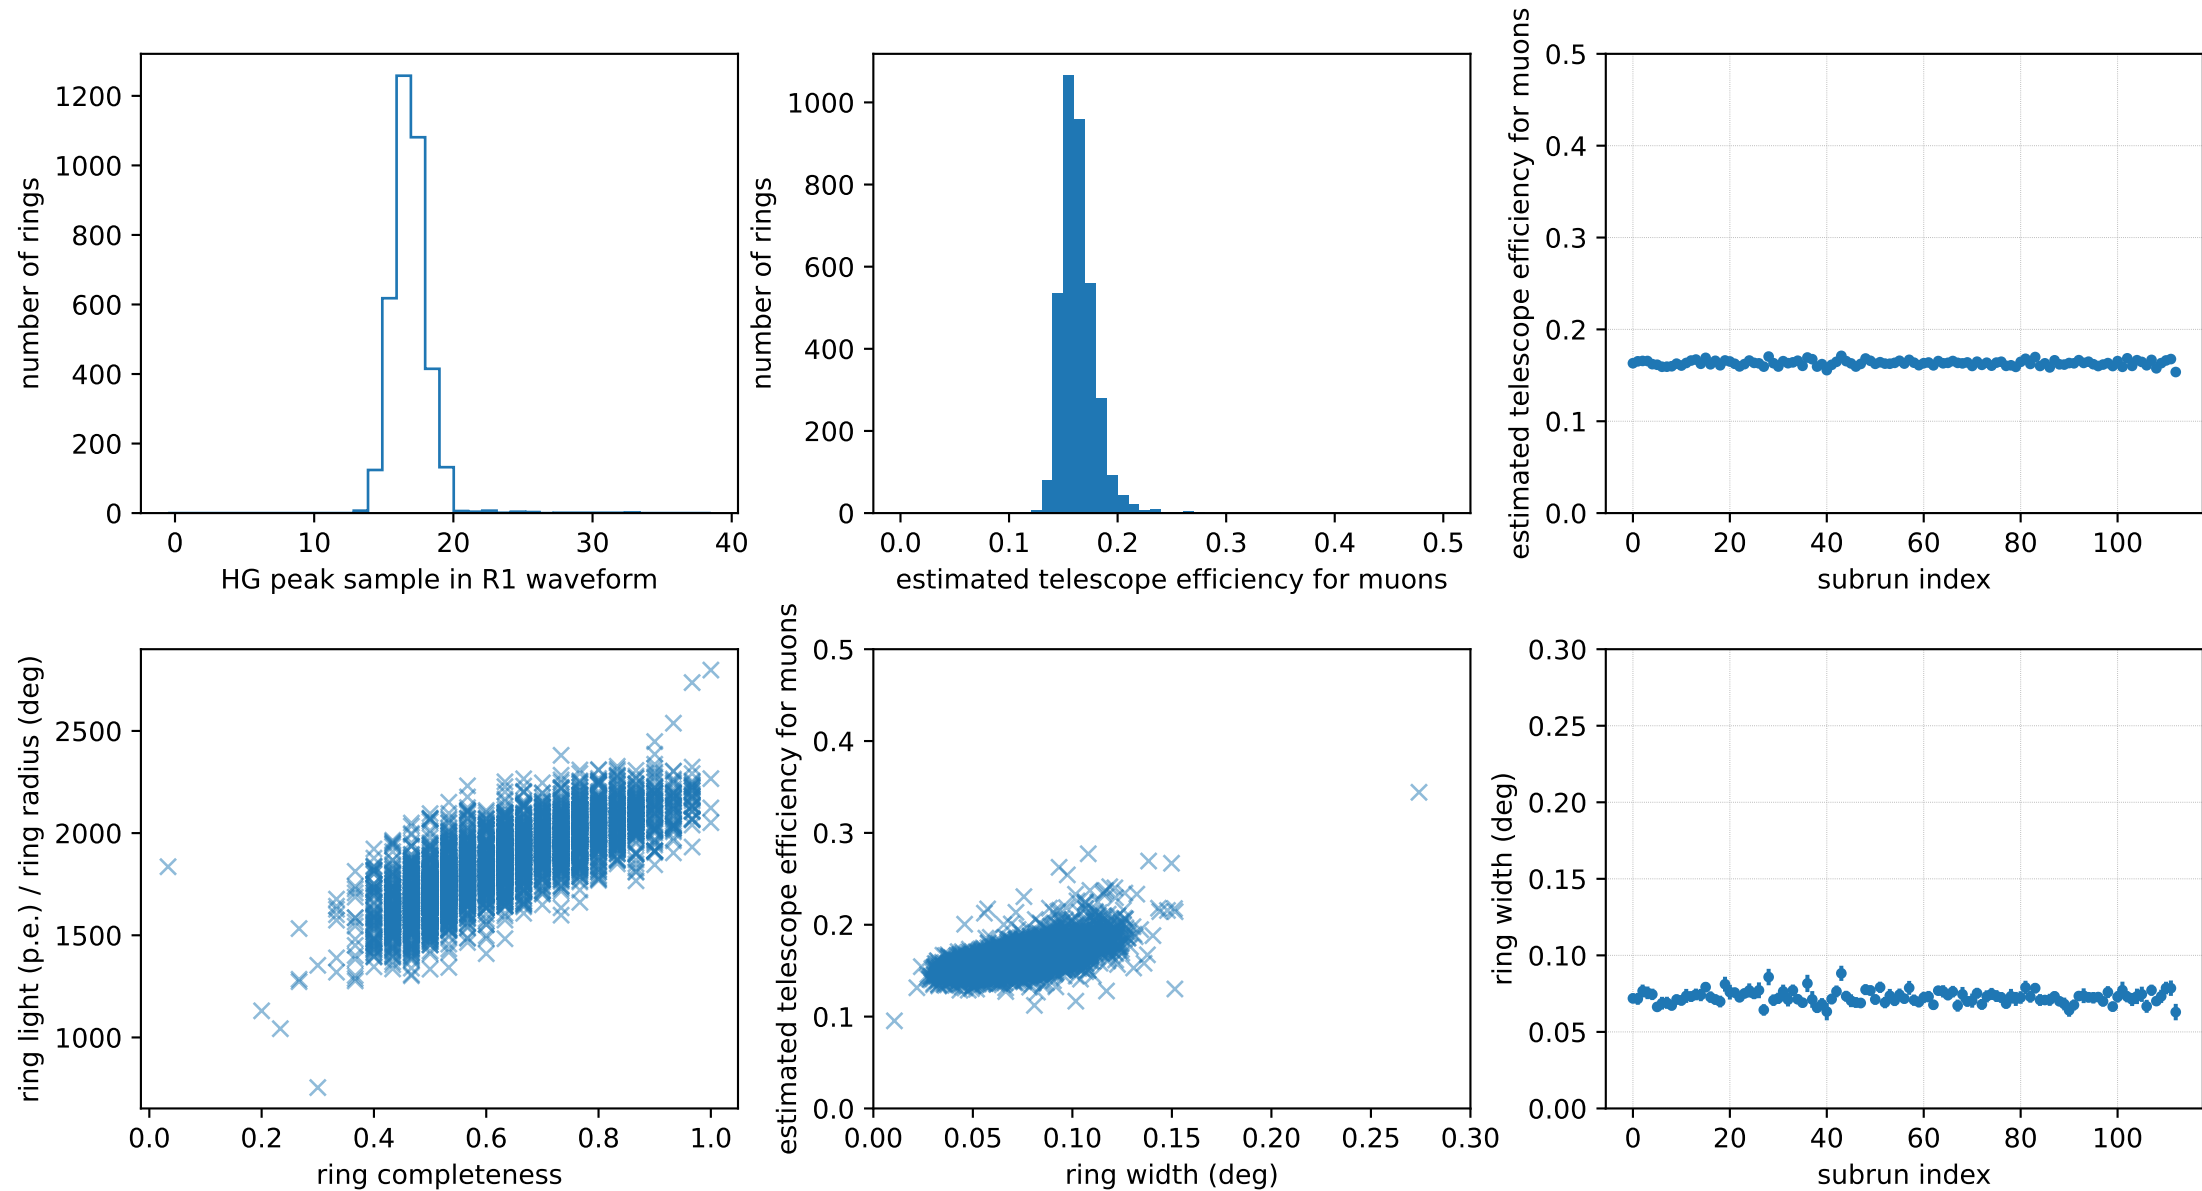 number of rings
1200
1000
800
600
400
200
0
0 10 20 30 40
HG peak sample in R1 waveform
number of rings
1000
800
600
400
200
0
0.0 0.1 0.2 0.3 0.4 0.5
estimated telescope efficiency for muons
estimated telescope efficiency for muons
0.5
0.4
0.3
0.2
0.1
0.0
0 20 40 60 80 100
subrun index
ring light (p.e.) / ring radius (deg)
2500
2000
1500
1000
0.0 0.2 0.4 0.6 0.8 1.0
ring completeness
estimated telescope efficiency for muons
0.5
0.4
0.3
0.2
0.1
0.0
0.00 0.05 0.10 0.15 0.20 0.25 0.30
ring width (deg)
ring width (deg)
0.30
0.25
0.20
0.15
0.10
0.05
0.00
0 20 40 60 80 100
subrun index